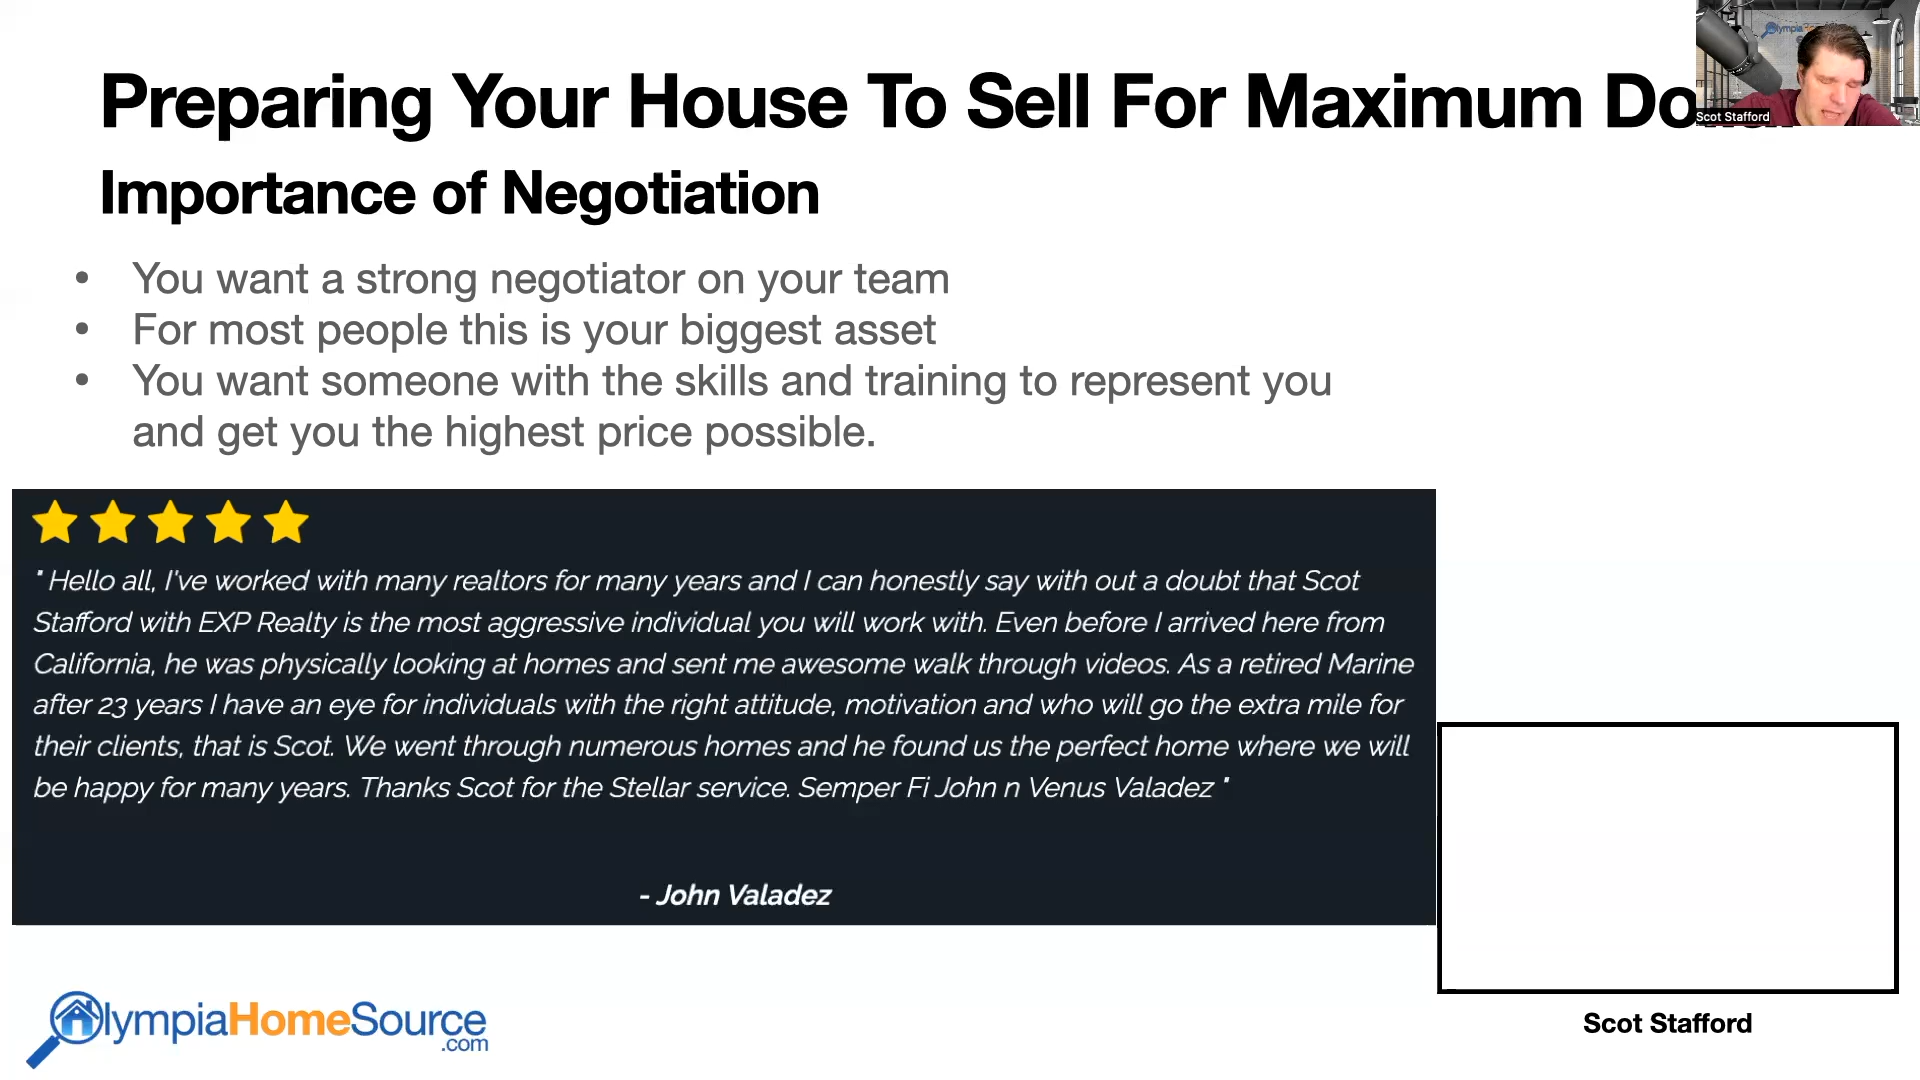 Preparing Your House To Sell For Maximum Do
Scot Stafford
Importance of Negotiation
• You want a strong negotiator on your team
• For most people this is your biggest asset
• You want someone with the skills and training to represent you
and get you the highest price possible.
" Hello all, I've worked with many realtors for many years and I can honestly say with out a doubt that Scot
Stafford with EXP Realty is the most aggressive individual you will work with. Even before I arrived here from
California, he was physically looking at homes and sent me awesome walk through videos. As a retired Marine
after 23 years I have an eye for individuals with the right attitude, motivation and who will go the extra mile for
their clients, that is Scot. We went through numerous homes and he found us the perfect home where we will
be happy for many years. Thanks Scot for the Stellar service. Semper Fi John n Venus Valadez "
- John Valadez
OlympiaHomeSource
.com
Scot Stafford